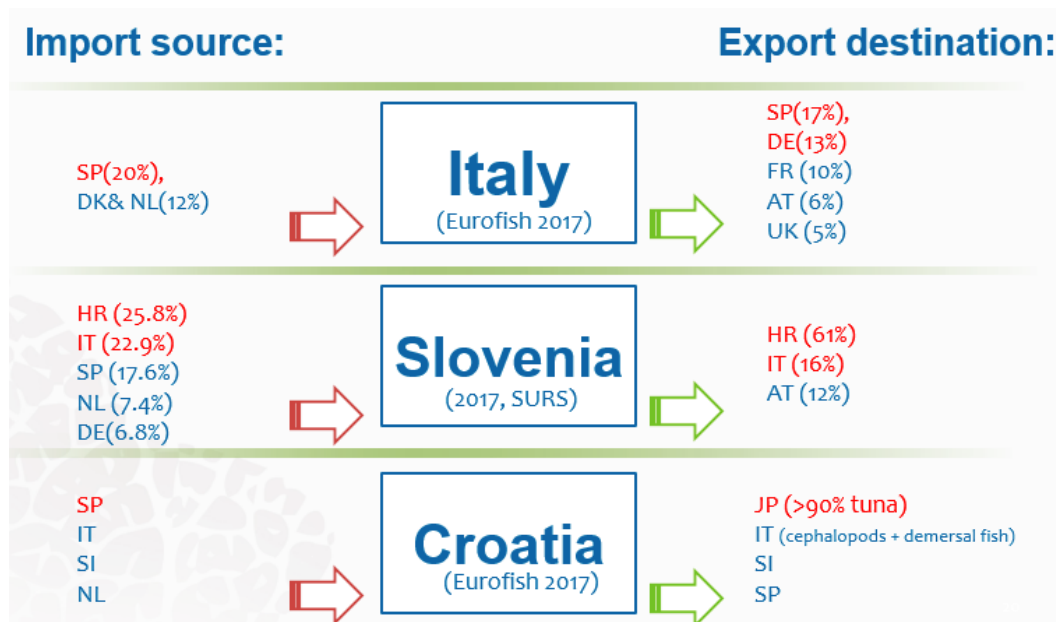 Import source:
Export destination:
SP(20%),
DK& NL(12%)
Italy
(Eurofish 2017)
SP(17%),
DE(13%)
FR (10%)
AT (6%)
UK (5%)
HR (25.8%)
IT (22.9%)
SP (17.6%)
NL (7.4%)
DE(6.8%)
Slovenia
(2017, SURS)
HR (61%)
IT (16%)
AT (12%)
SP
IT
SI
NL
Croatia
(Eurofish 2017)
JP (>90% tuna)
IT (cephalopods + demersal fish)
SI
SP